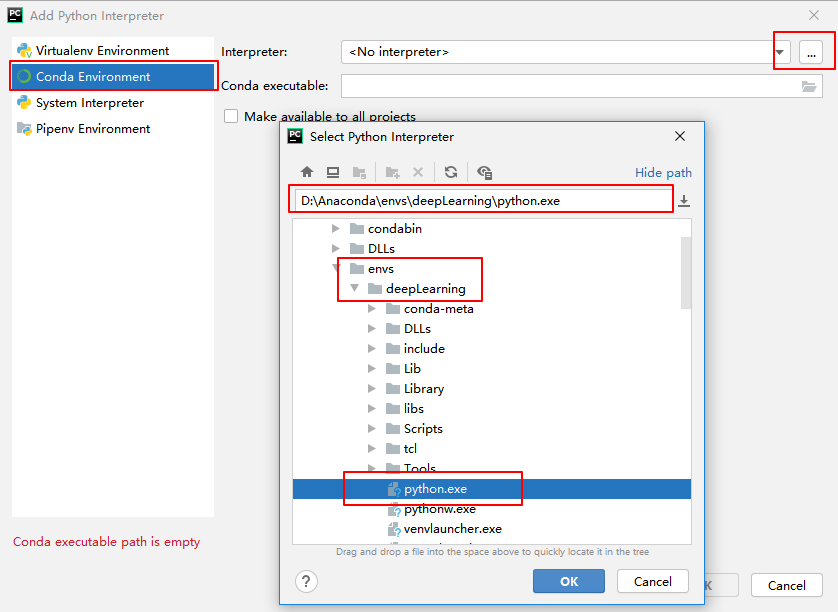 Add Python Interpreter
Virtualenv Environment
Conda Environment
System Interpreter
Pipenv Environment
Interpreter:
<No interpreter>
...
Conda executable:
Make available to all projects
Select Python Interpreter
Hide path
D:\Anaconda\envs\deepLearning\python.exe
condabin
DLLs
envs
deepLearning
conda-meta
DLLs
include
Lib
Library
libs
Scripts
tcl
Tools
python.exe
pythonw.exe
venvlauncher.exe
Drag and drop a file into the space above to quickly locate it in the tree
?
OK
Cancel
Conda executable path is empty
Cancel